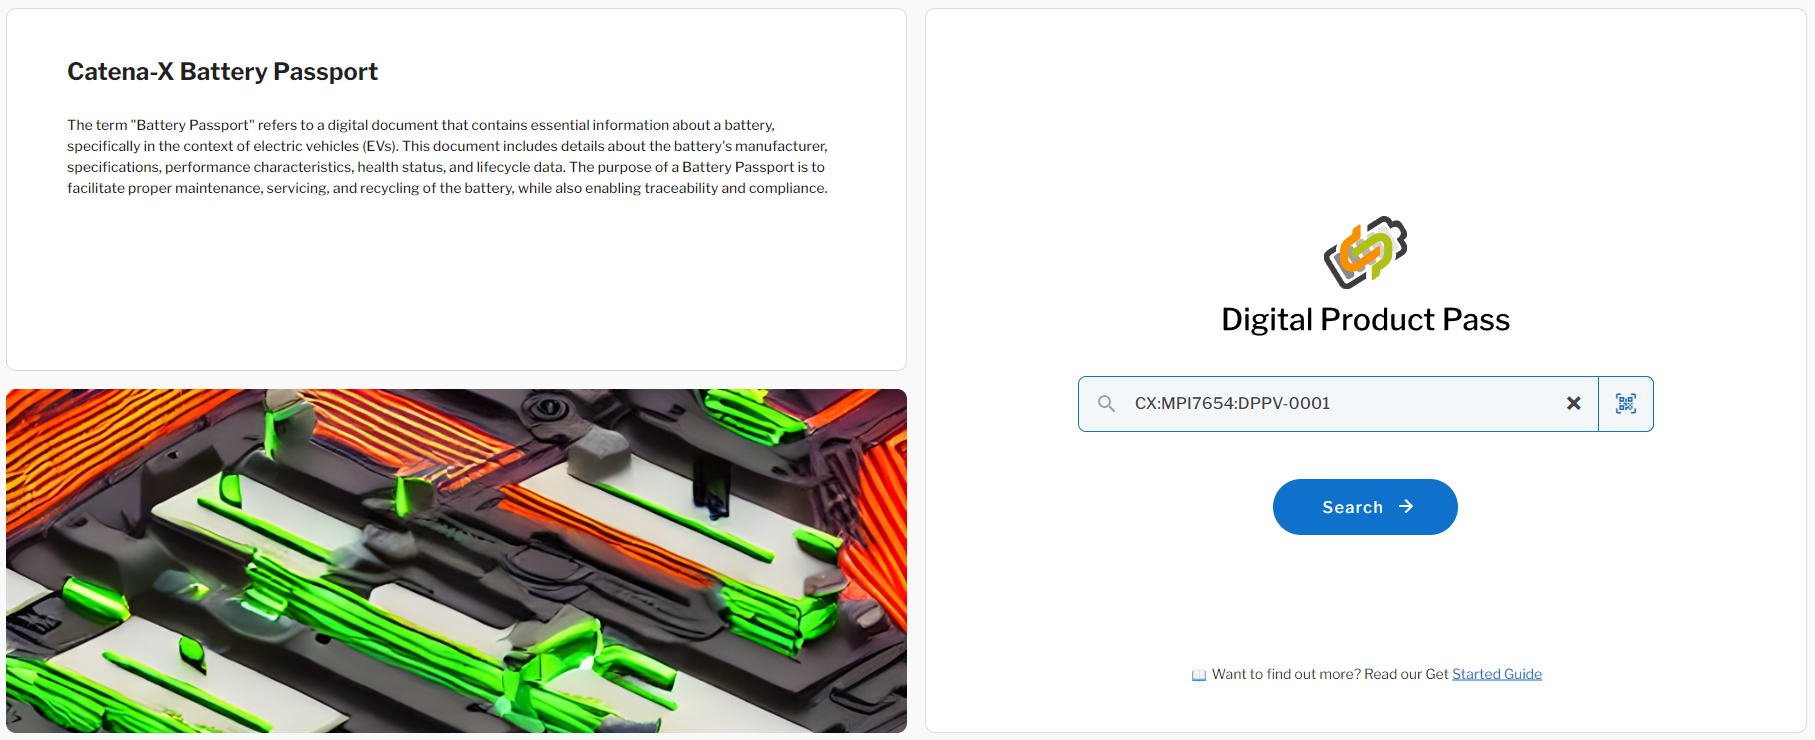 Catena-X Battery Passport
The term "Battery Passport" refers to a digital document that contains essential information about a battery,
specifically in the context of electric vehicles (EVs). This document includes details about the battery's manufacturer,
specifications, performance characteristics, health status, and lifecycle data. The purpose of a Battery Passport is to
facilitate proper maintenance, servicing, and recycling of the battery, while also enabling traceability and compliance.
Digital Product Pass
CX:MPI7654:DPPV-0001
Search
Want to find out more? Read our Get Started Guide